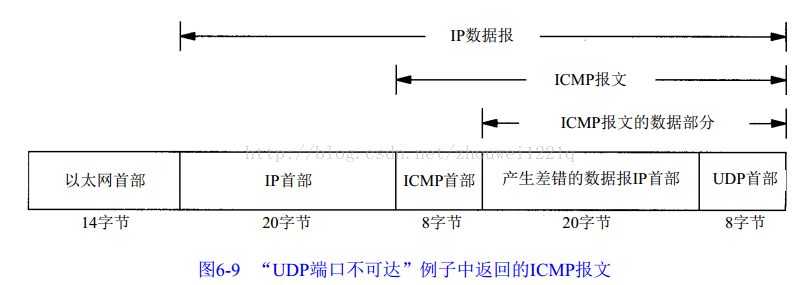 IP数据报
ICMP报文
ICMP报文的数据部分
http://blog.csdn.net/zhouwei1221q
以太网首部 IP首部 ICMP首部 产生差错的数据报IP首部 UDP首部
14字节 20字节 8字节 20字节 8字节
图6-9 “UDP端口不可达”例子中返回的ICMP报文